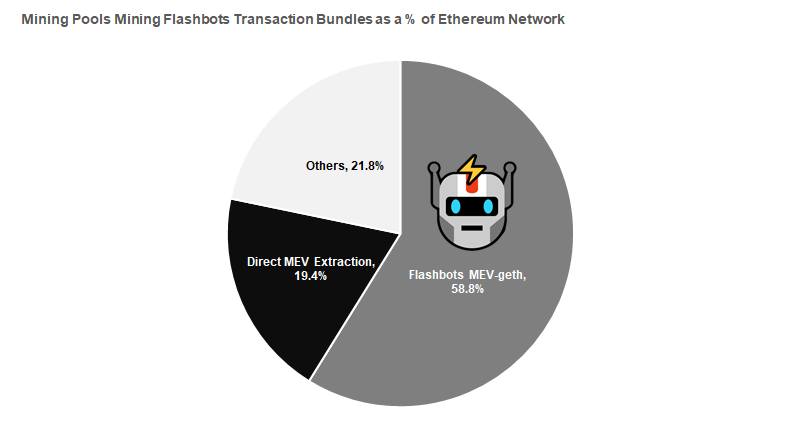 Mining Pools Mining Flashbots Transaction Bundles as a % of Ethereum Network
Others, 21.8%
Direct MEV Extraction,
19.4%
Flashbots MEV-geth,
58.8%